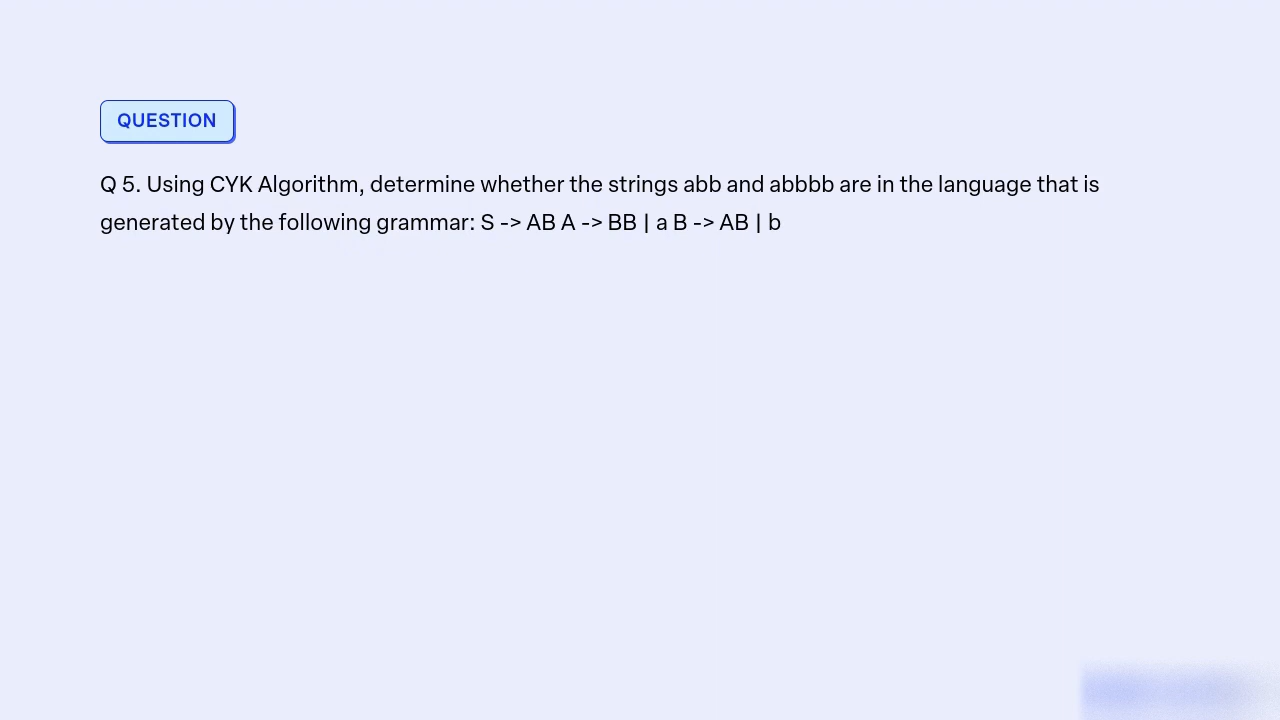 QUESTION
Q 5. Using CYK Algorithm, determine whether the strings abb and abbbb are in the language that is
generated by the following grammar: S -> AB A -> BB | a B -> AB | b